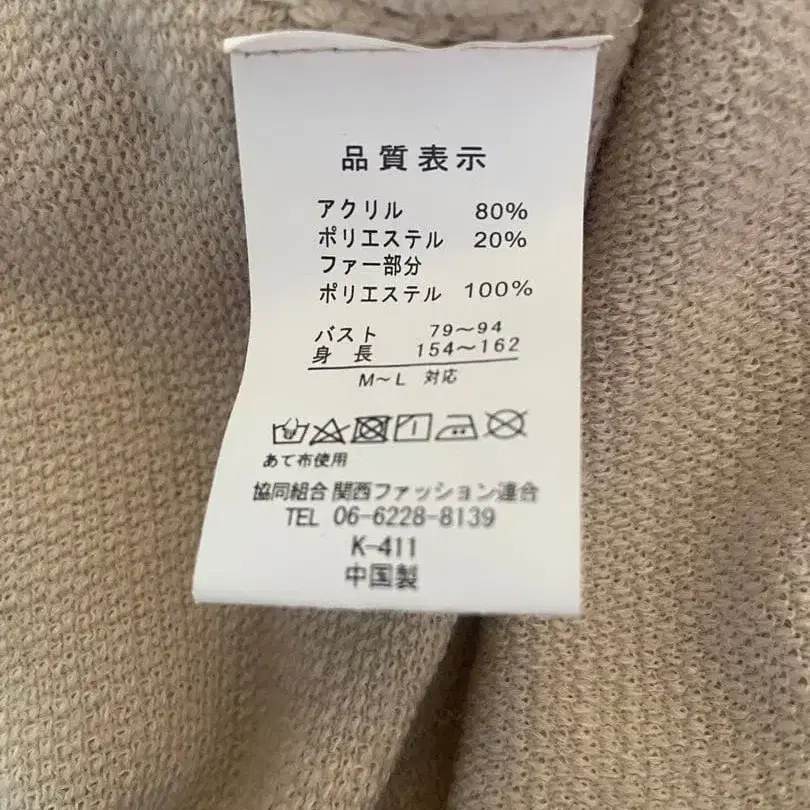 品質表示
アクリル 80%
ポリエステル 20%
ファー部分
ポリエステル 100%
バスト 79~94
身長 154~162
M~L 対応
あて布使用
協同組合 関西ファッション連合
TEL 06-6228-8139
K-411
中国製